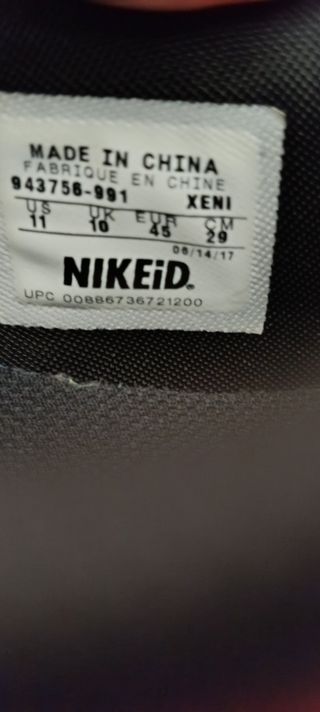 MADE IN CHINA
FABRIQUE EN CHINE
943756-991 XENI
US UK EUR CM
11 10 45 29
08/14/17
NIKEiD.
UPC 00886736721200